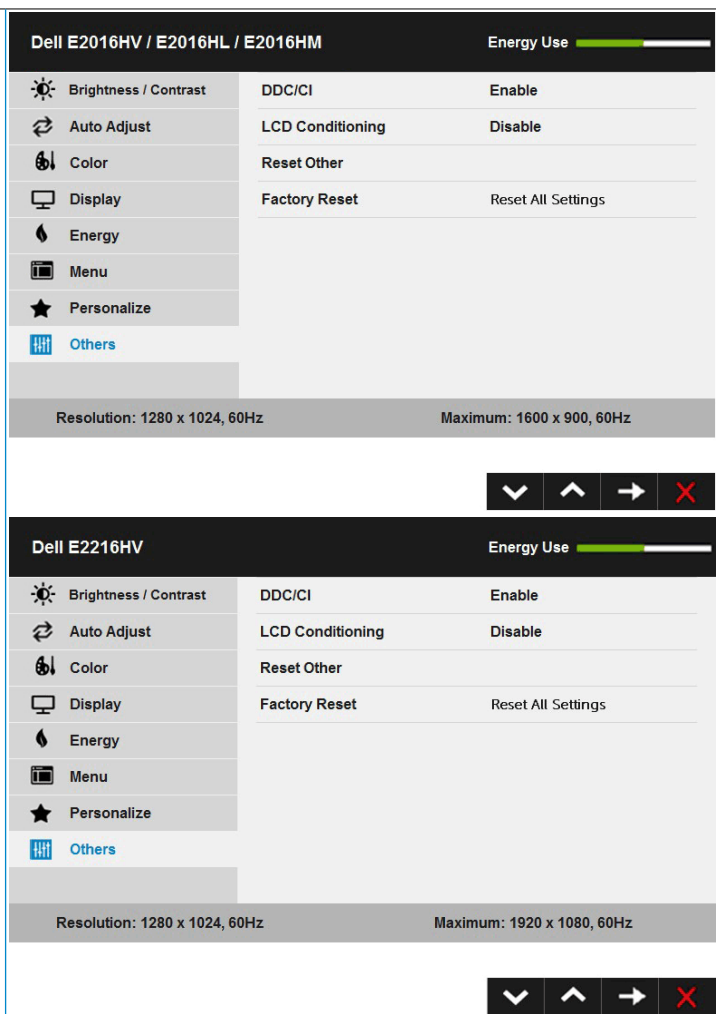 Dell E2016HV / E2016HL / E2016HM Energy Use
Brightness / Contrast DDC/CI Enable
Auto Adjust LCD Conditioning Disable
Color Reset Other
Display Factory Reset Reset All Settings
Energy
Menu
Personalize
Others
Resolution: 1280 x 1024, 60Hz Maximum: 1600 x 900, 60Hz
Dell E2216HV Energy Use
Brightness / Contrast DDC/CI Enable
Auto Adjust LCD Conditioning Disable
Color Reset Other
Display Factory Reset Reset All Settings
Energy
Menu
Personalize
Others
Resolution: 1280 x 1024, 60Hz Maximum: 1920 x 1080, 60Hz